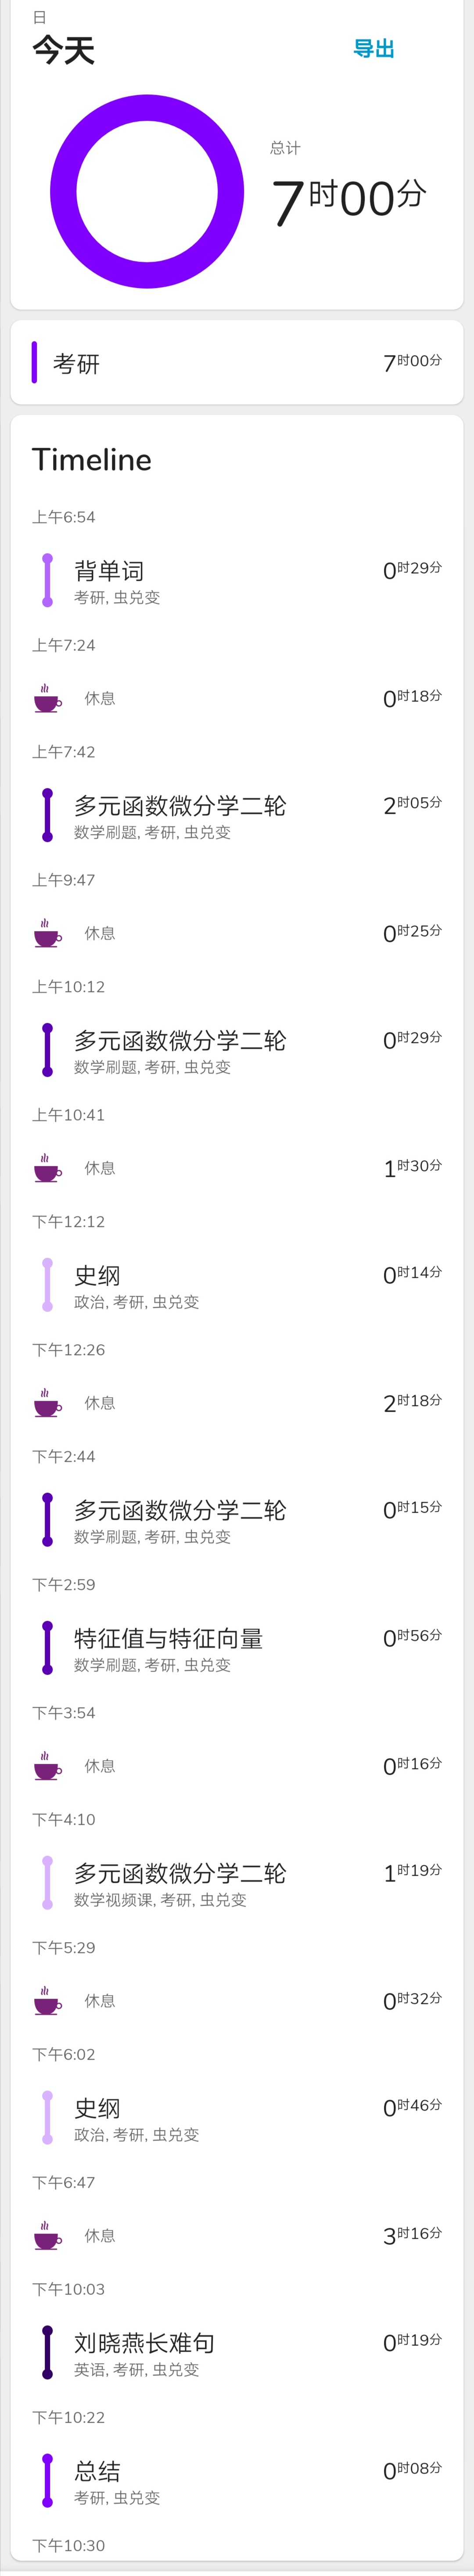 日
今天
导出
总计
7时00分
考研
7时00分
Timeline
上午6:54
背单词
0时29分
考研, 虫兑变
上午7:24
休息
0时18分
上午7:42
多元函数微分学二轮
2时05分
数学刷题, 考研, 虫兑变
上午9:47
休息
0时25分
上午10:12
多元函数微分学二轮
0时29分
数学刷题, 考研, 虫兑变
上午10:41
休息
1时30分
下午12:12
史纲
0时14分
政治, 考研, 虫兑变
下午12:26
休息
2时18分
下午2:44
多元函数微分学二轮
0时15分
数学刷题, 考研, 虫兑变
下午2:59
特征值与特征向量
0时56分
数学刷题, 考研, 虫兑变
下午3:54
休息
0时16分
下午4:10
多元函数微分学二轮
1时19分
数学视频课, 考研, 虫兑变
下午5:29
休息
0时32分
下午6:02
史纲
0时46分
政治, 考研, 虫兑变
下午6:47
休息
3时16分
下午10:03
刘晓燕长难句
0时19分
英语, 考研, 虫兑变
下午10:22
总结
0时08分
考研, 虫兑变
下午10:30